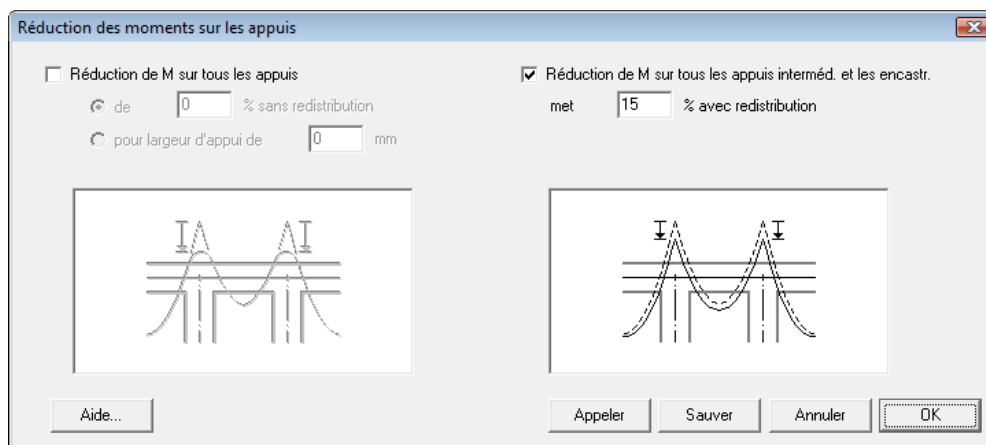 Réduction des moments sur les appuis
Réduction de M sur tous les appuis
de 0 % sans redistribution
pour largeur d'appui de 0 mm
Réduction de M sur tous les appuis interméd. et les encastr.
met 15 % avec redistribution
Aide...
Appeler
Sauver
Annuler
OK